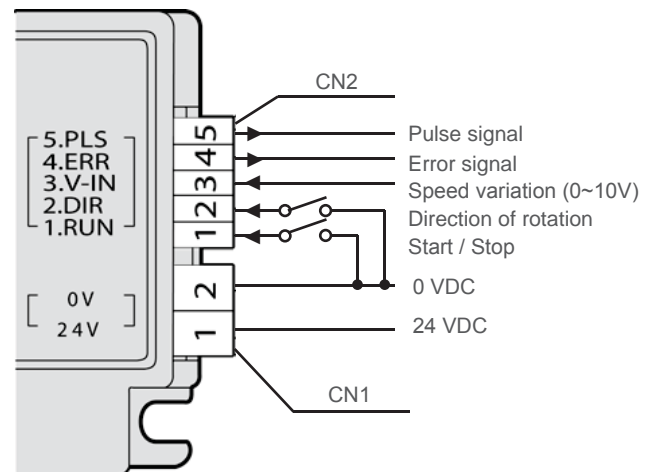 CN2
5.PLS
4.ERR
3.V-IN
2.DIR
1.RUN
5
4
3
2
1
Pulse signal
Error signal
Speed variation (0~10V)
Direction of rotation
Start / Stop
0V
24V
2
1
0 VDC
24 VDC
CN1